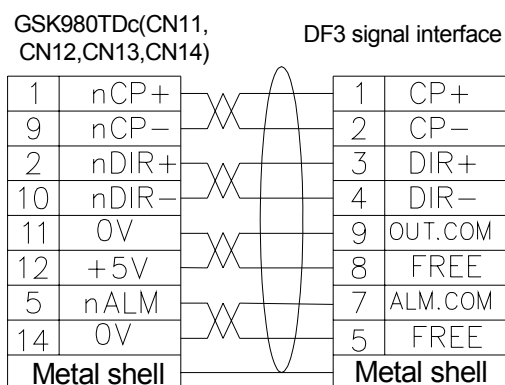 GSK980TDc(CN11,
CN12,CN13,CN14)
DF3 signal interface
1 nCP+ 1 CP+
9 nCP− 2 CP−
2 nDIR+ 3 DIR+
10 nDIR− 4 DIR−
11 0V 9 OUT.COM
12 +5V 8 FREE
5 nALM 7 ALM.COM
14 0V 5 FREE
Metal shell Metal shell